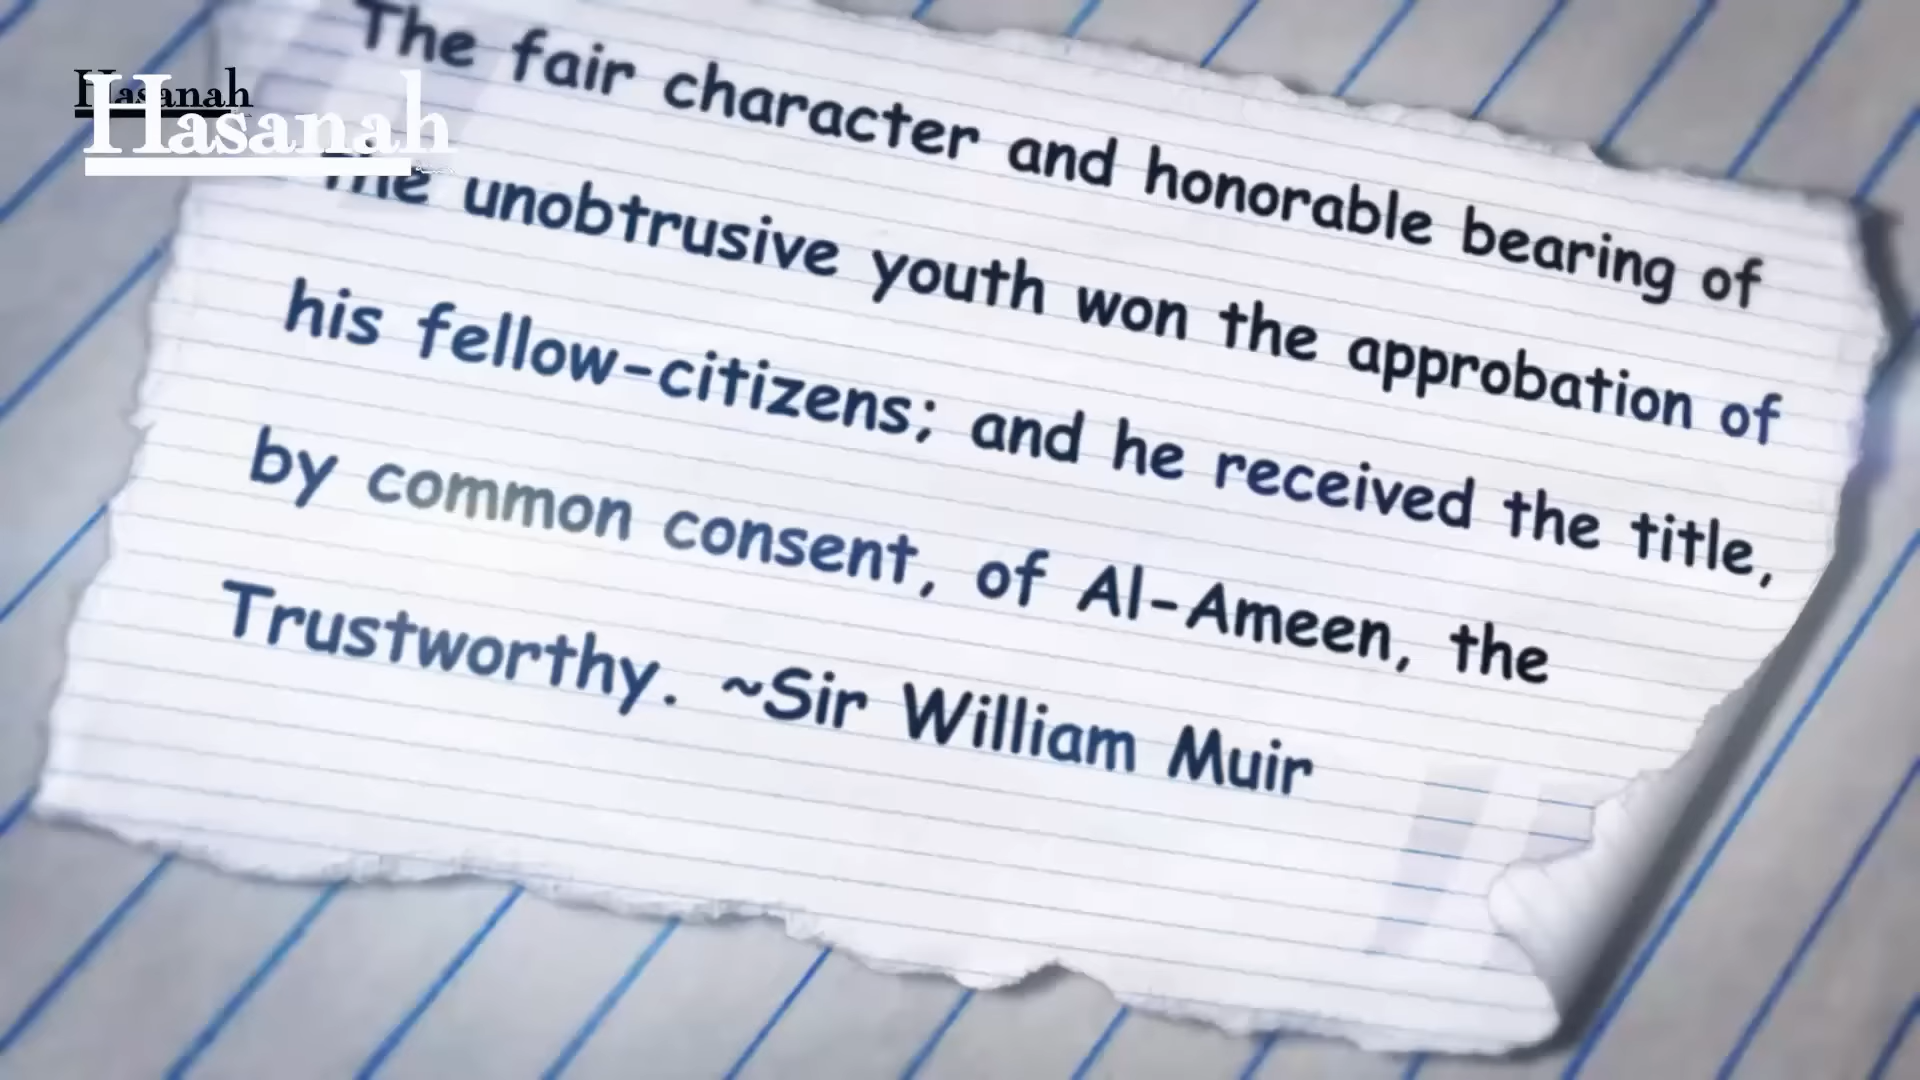 Hasanah
Hasanah
The fair character and honorable bearing of
the unobtrusive youth won the approbation of
his fellow-citizens; and he received the title,
by common consent, of Al-Ameen, the
Trustworthy. ~Sir William Muir